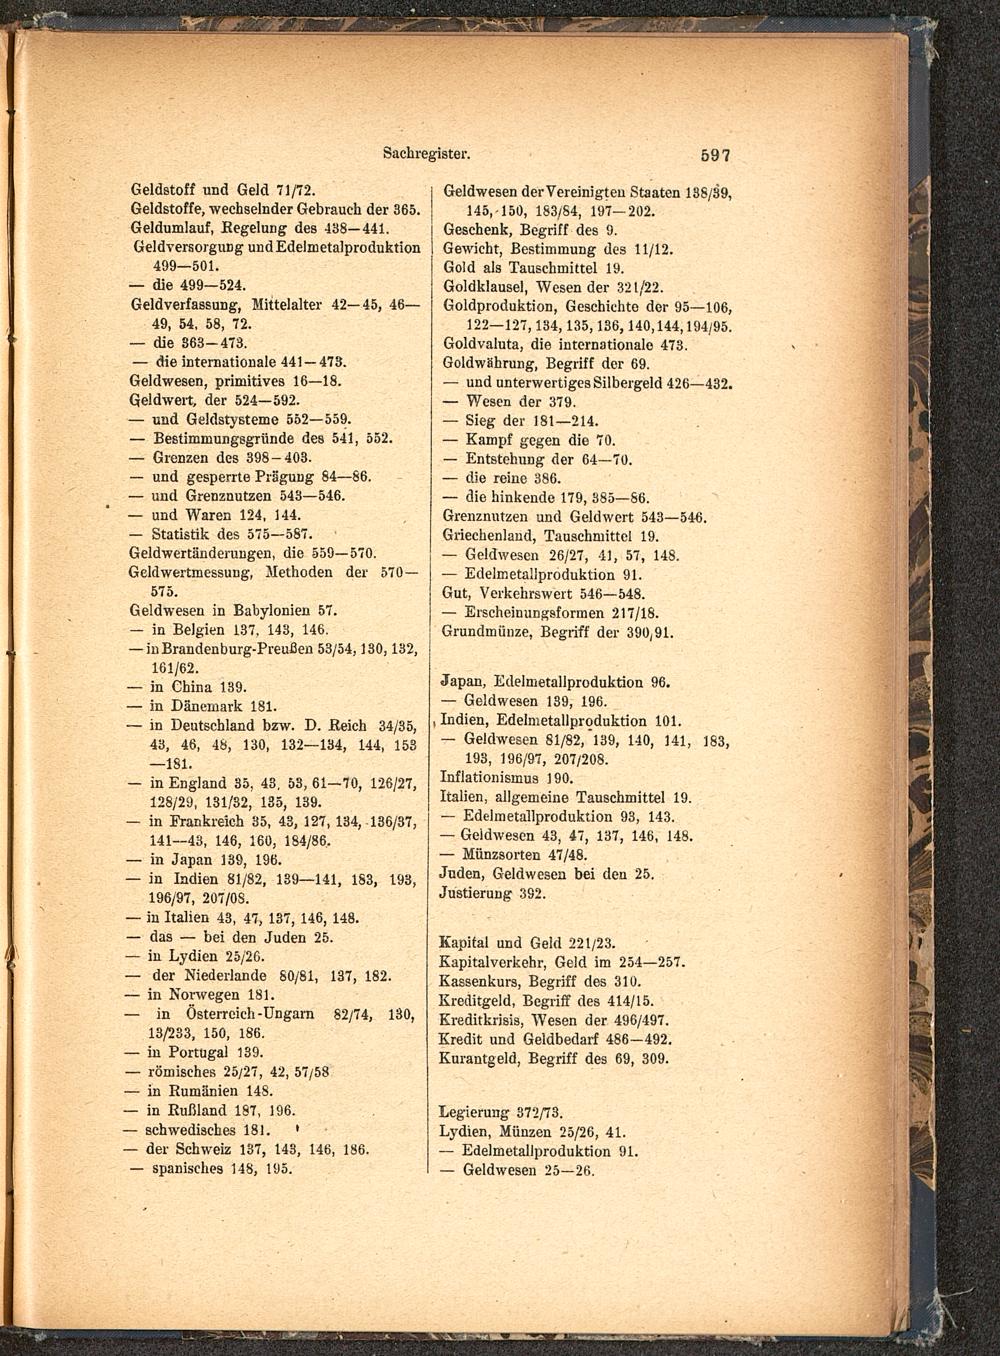 Sachregister. 597
Geldstoff und Geld 71/72.
Geldstoffe, wechselnder Gebrauch der 365.
Geldumlauf, Regelung des 438—441.
Geldversorgung und Edelmetalproduktion
499—501.
— die 499—524.
Geldverfassung, Mittelalter 42—45, 46—
49, 54, 58, 72.
— die 363—473.
— die internationale 441—473.
Geldwesen, primitives 16—18.
Geldwert, der 524—592.
— und Geldstysteme 552—559.
— Bestimmungsgründe des 541, 552.
— Grenzen des 398—403.
— und gesperrte Prägung 84—86.
— und Grenznutzen 543—546.
— und Waren 124, 144.
— Statistik des 575—587.
Geldwertänderungen, die 559—570.
Geldwertmessung, Methoden der 570—
575.
Geldwesen in Babylonien 57.
— in Belgien 137, 143, 146.
— in Brandenburg-Preußen 53/54, 130, 132,
161/62.
— in China 139.
— in Dänemark 181.
— in Deutschland bzw. D. Reich 34/35,
43, 46, 48, 130, 132—134, 144, 153
—181.
— in England 35, 43, 53, 61—70, 126/27,
128/29, 131/32, 135, 139.
— in Frankreich 35, 43, 127, 134, 136/37,
141—43, 146, 160, 184/86.
— in Japan 139, 196.
— in Indien 81/82, 139—141, 183, 193,
196/97, 207/08.
— in Italien 43, 47, 137, 146, 148.
— das — bei den Juden 25.
— in Lydien 25/26.
— der Niederlande 80/81, 137, 182.
— in Norwegen 181.
— in Österreich-Ungarn 82/74, 130,
13/233, 150, 186.
— in Portugal 139.
— römisches 25/27, 42, 57/58
— in Rumänien 148.
— in Rußland 187, 196.
— schwedisches 181.
— der Schweiz 137, 143, 146, 186.
— spanisches 148, 195.
Geldwesen der Vereinigten Staaten 138/39,
145, 150, 183/84, 197—202.
Geschenk, Begriff des 9.
Gewicht, Bestimmung des 11/12.
Gold als Tauschmittel 19.
Goldklausel, Wesen der 321/22.
Goldproduktion, Geschichte der 95—106,
122—127, 134, 135, 136, 140, 144, 194/95.
Goldvaluta, die internationale 473.
Goldwährung, Begriff der 69.
— und unterwertiges Silbergeld 426—432.
— Wesen der 379.
— Sieg der 181—214.
— Kampf gegen die 70.
— Entstehung der 64—70.
— die reine 386.
— die hinkende 179, 385—86.
Grenznutzen und Geldwert 543—546.
Griechenland, Tauschmittel 19.
— Geldwesen 26/27, 41, 57, 148.
— Edelmetallproduktion 91.
Gut, Verkehrswert 546—548.
— Erscheinungsformen 217/18.
Grundmünze, Begriff der 390/91.
Japan, Edelmetallproduktion 96.
— Geldwesen 139, 196.
Indien, Edelmetallproduktion 101.
— Geldwesen 81/82, 139, 140, 141, 183,
193, 196/97, 207/208.
Inflationismus 190.
Italien, allgemeine Tauschmittel 19.
— Edelmetallproduktion 93, 143.
— Geldwesen 43, 47, 137, 146, 148.
— Münzsorten 47/48.
Juden, Geldwesen bei den 25.
Justierung 392.
Kapital und Geld 221/23.
Kapitalverkehr, Geld im 254—257.
Kassenkurs, Begriff des 310.
Kreditgeld, Begriff des 414/15.
Kreditkrisis, Wesen der 496/497.
Kredit und Geldbedarf 486—492.
Kurantgeld, Begriff des 69, 309.
Legierung 372/73.
Lydien, Münzen 25/26, 41.
— Edelmetallproduktion 91.
— Geldwesen 25—26.